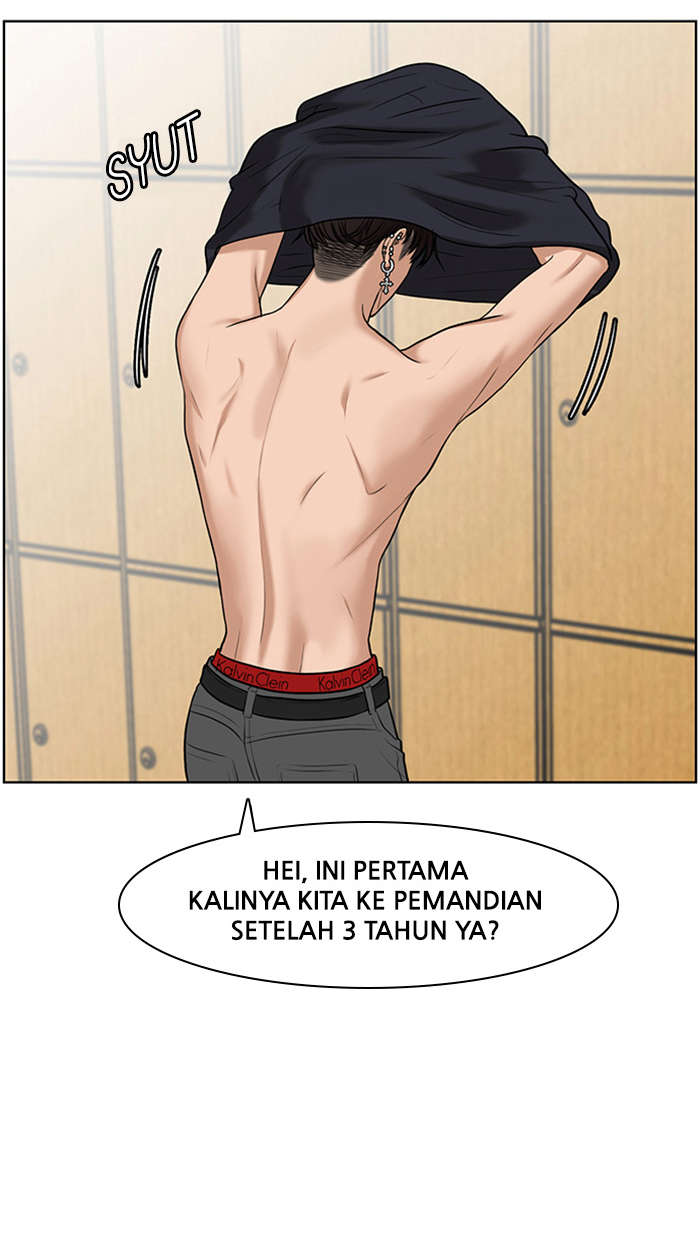 SYUT
KalvinClein KalvinClein
HEI, INI PERTAMA
KALINYA KITA KE PEMANDIAN
SETELAH 3 TAHUN YA?